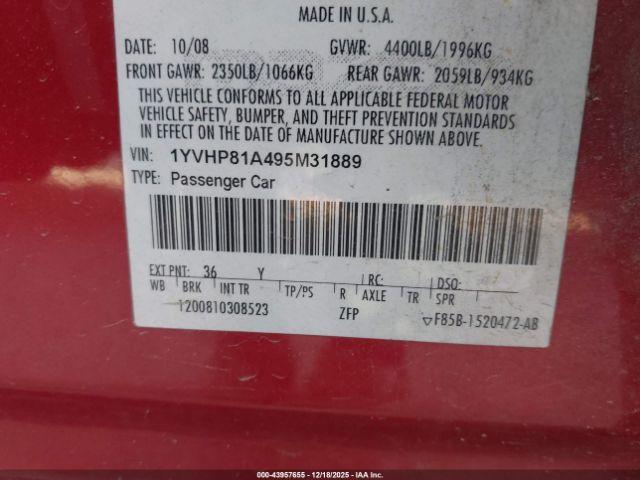 MADE IN U.S.A.
DATE: 10/08 GVWR: 4400LB/1996KG
FRONT GAWR: 2350LB/1066KG REAR GAWR: 2059LB/934KG
THIS VEHICLE CONFORMS TO ALL APPLICABLE FEDERAL MOTOR
VEHICLE SAFETY, BUMPER, AND THEFT PREVENTION STANDARDS
IN EFFECT ON THE DATE OF MANUFACTURE SHOWN ABOVE.
VIN: 1YVHP81A495M31889
TYPE: Passenger Car
EXT PNT: 36 Y RC: DSO:
WB BRK INT TR TP/PS R AXLE TR SPR
1200810308523 ZFP ▽F85B-1520472-AB
000-43957655 - 12/18/2025 - COPYRIGHT IAA, LLC.